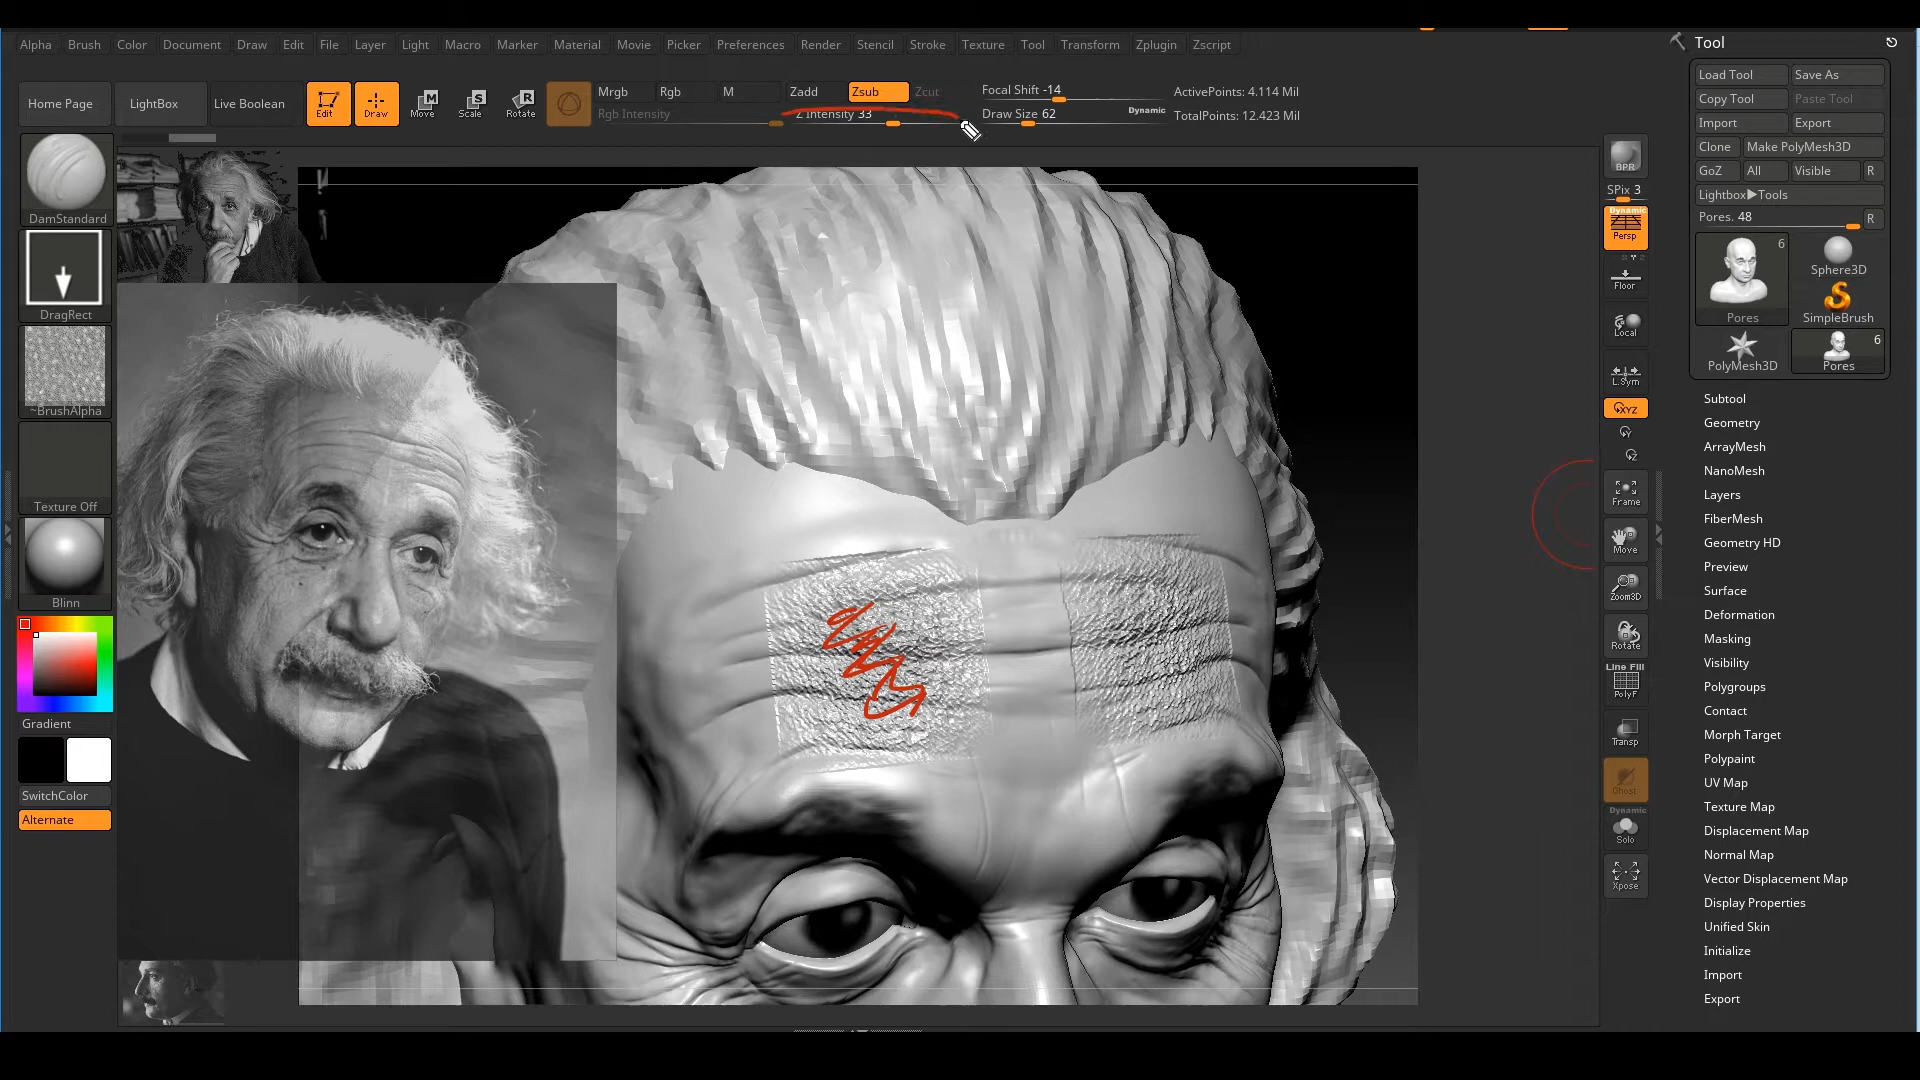 Alpha Brush Color Document Draw Edit File Layer Light Macro Marker Material Movie Picker Preferences Render Stencil Stroke Texture Tool Transform Zplugin Zscript
Home Page LightBox Live Boolean Edit Draw Move Scale Rotate
Mrgb Rgb M Zadd Zsub Zcut Focal Shift -14 ActivePoints: 4.114 Mil
Rgb Intensity Z Intensity 33 Draw Size 62 Dynamic TotalPoints: 12.423 Mil
DamStandard
DragRect
~BrushAlpha
Texture Off
Blinn
Gradient
SwitchColor
Alternate
BPR
SPix 3
Dynamic
Persp
Floor
Local
L.Sym
XYZ
Y
Z
Frame
Move
Zoom3D
Rotate
Line Fill
PolyF
Transp
Ghost
Dynamic
Solo
Xpose
Tool
Load Tool Save As
Copy Tool Paste Tool
Import Export
Clone Make PolyMesh3D
GoZ All Visible R
Lightbox▶Tools
Pores. 48 R
6
Pores Sphere3D
SimpleBrush
PolyMesh3D 6 Pores
Subtool
Geometry
ArrayMesh
NanoMesh
Layers
FiberMesh
Geometry HD
Preview
Surface
Deformation
Masking
Visibility
Polygroups
Contact
Morph Target
Polypaint
UV Map
Texture Map
Displacement Map
Normal Map
Vector Displacement Map
Display Properties
Unified Skin
Initialize
Import
Export